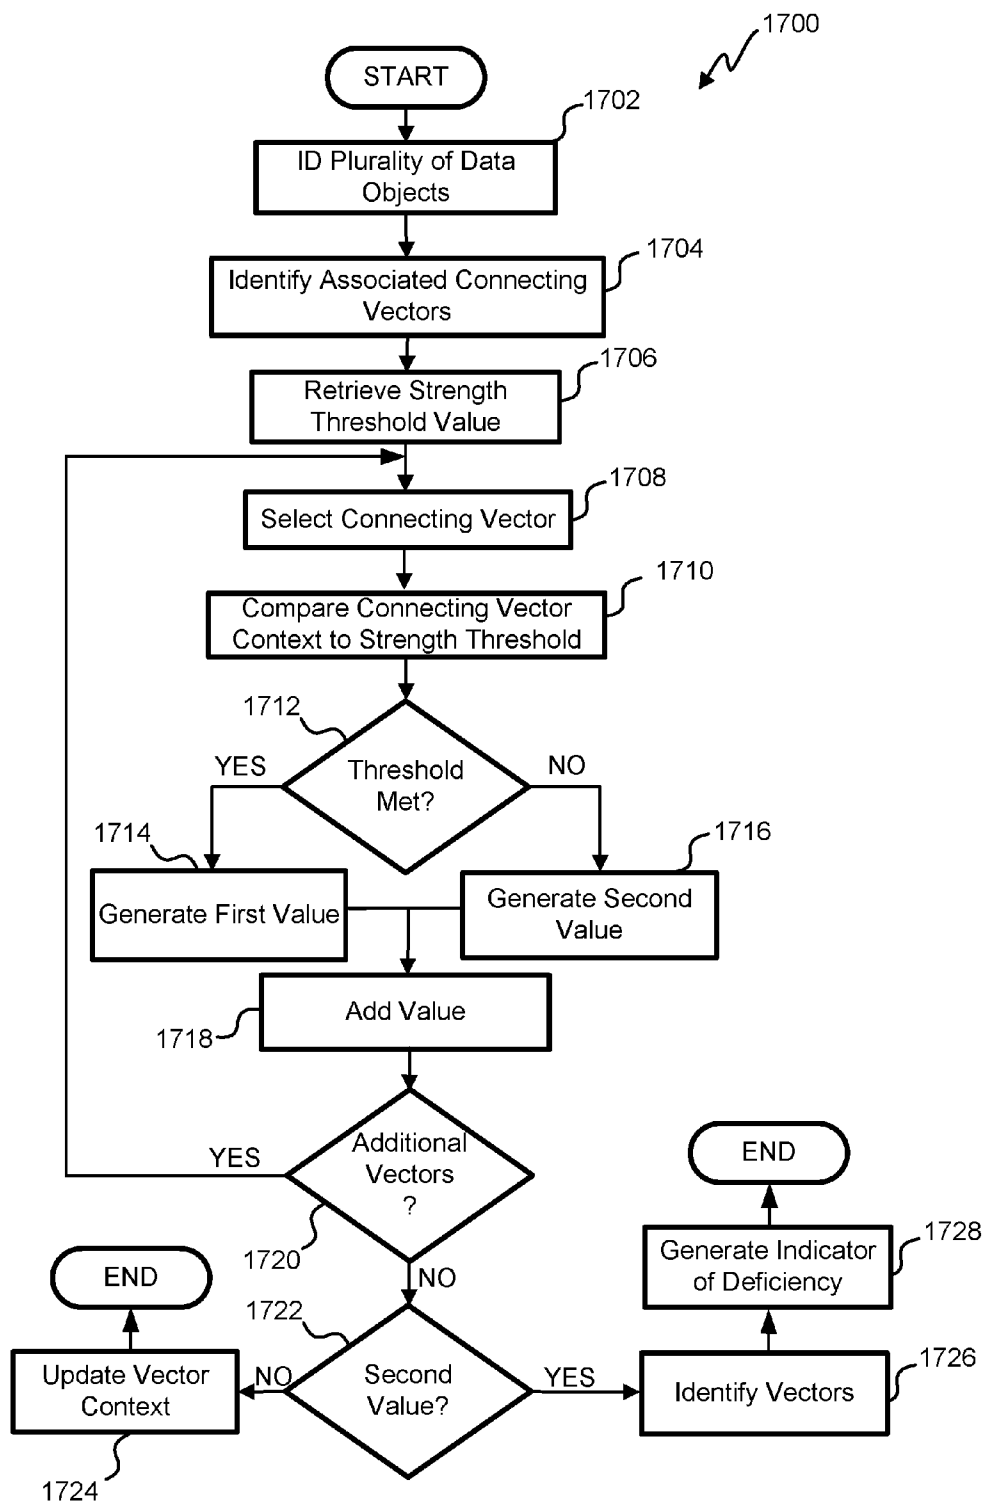 1700
START
1702
ID Plurality of Data
Objects
1704
Identify Associated Connecting
Vectors
1706
Retrieve Strength
Threshold Value
1708
Select Connecting Vector
1710
Compare Connecting Vector
Context to Strength Threshold
1712
YES
Threshold
Met?
NO
1714
1716
Generate First Value
Generate Second
Value
Add Value
1718
YES
Additional
Vectors
?
1720
NO
END
1728
Generate Indicator
of Deficiency
END
1722
Update Vector
Context
NO
Second
Value?
YES
1726
Identify Vectors
1724